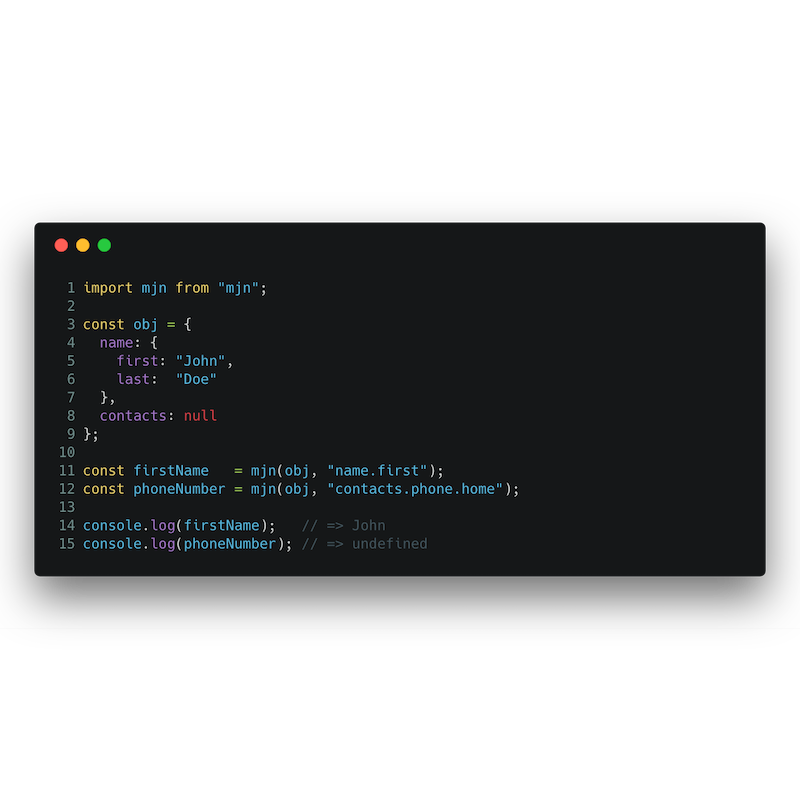 1 import mjn from "mjn";
2
3 const obj = {
4   name: {
5     first: "John",
6     last:  "Doe"
7   },
8   contacts: null
9 };
10
11 const firstName   = mjn(obj, "name.first");
12 const phoneNumber = mjn(obj, "contacts.phone.home");
13
14 console.log(firstName);   // => John
15 console.log(phoneNumber); // => undefined